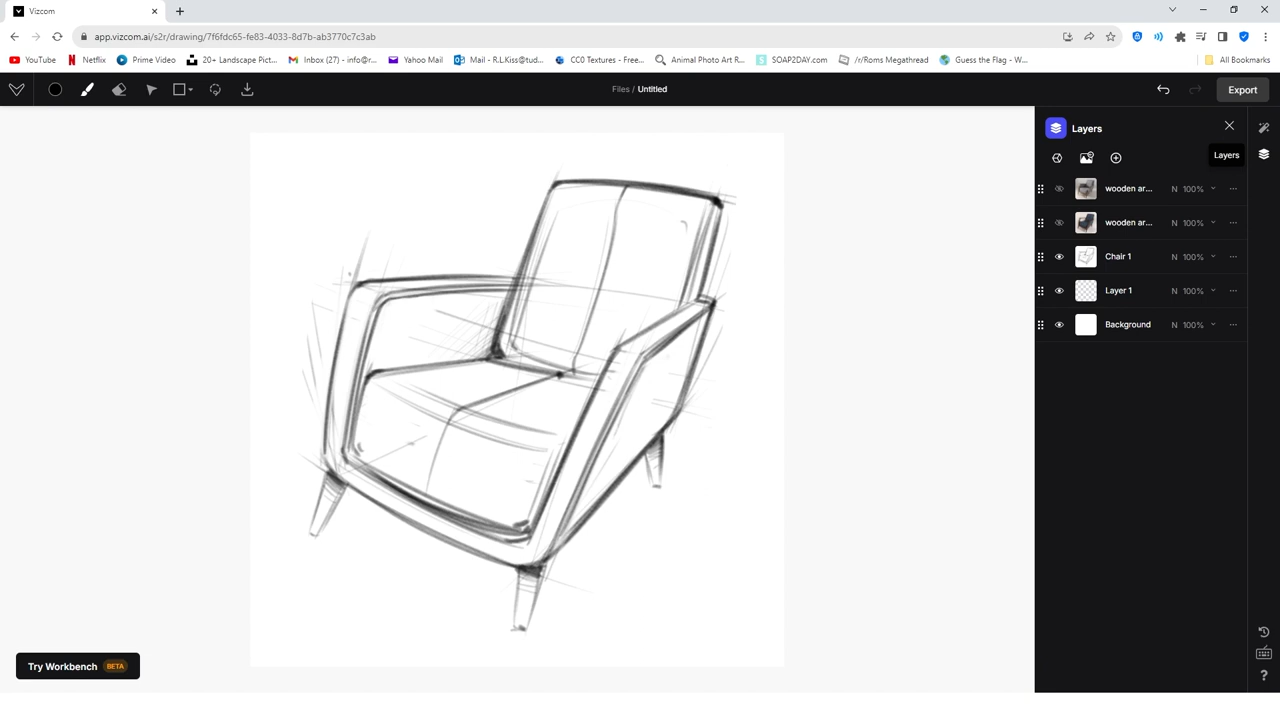 Vizcom
app.vizcom.ai/s2r/drawing/7f6fdc65-fe83-4033-8d7b-ab3770c7c3ab
YouTube Netflix Prime Video 20+ Landscape Pict... Inbox (27) - info@r... Yahoo Mail Mail - R.L.Kiss@tud... CC0 Textures - Free... Animal Photo Art R... SOAP2DAY.com /r/Roms Megathread Guess the Flag - W... All Bookmarks
Files / Untitled Export
Layers
Layers
wooden ar... N 100%
wooden ar... N 100%
Chair 1 N 100%
Layer 1 N 100%
Background N 100%
Try Workbench BETA